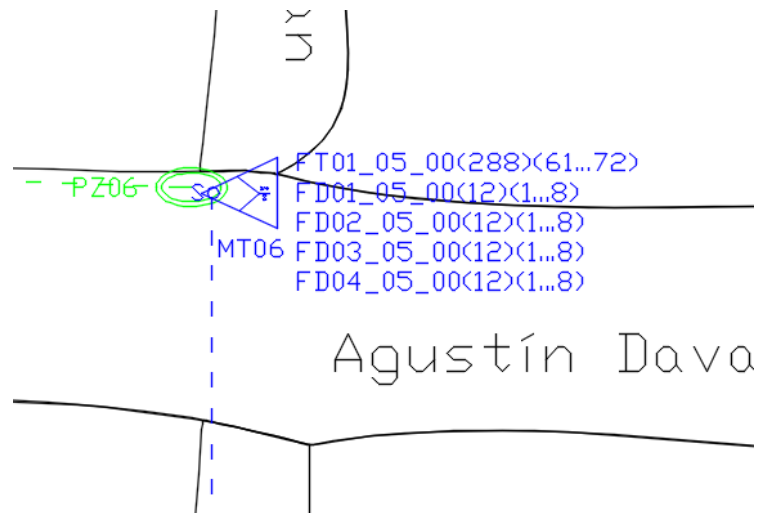 FT01_05_00(288)(61...72)
PZ06
FD01_05_00(12)(1...8)
FD02_05_00(12)(1...8)
MT06
FD03_05_00(12)(1...8)
FD04_05_00(12)(1...8)
Agustín Dava